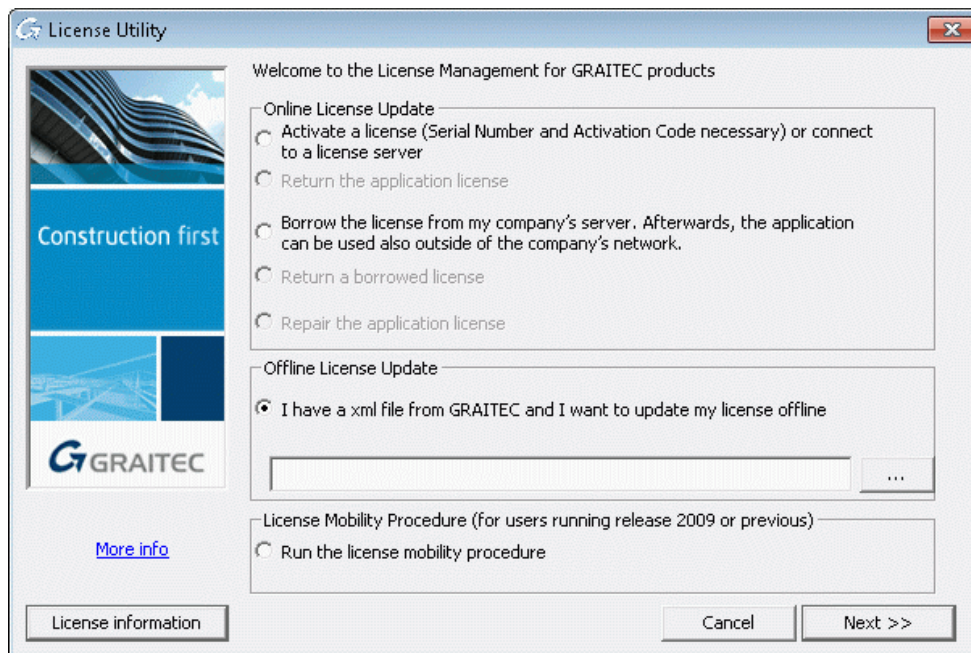 License Utility
Welcome to the License Management for GRAITEC products
Online License Update
Activate a license (Serial Number and Activation Code necessary) or connect
to a license server
Return the application license
Borrow the license from my company's server. Afterwards, the application
can be used also outside of the company's network.
Return a borrowed license
Repair the application license
Construction first
GRAITEC
Offline License Update
I have a xml file from GRAITEC and I want to update my license offline
...
License Mobility Procedure (for users running release 2009 or previous)
Run the license mobility procedure
More info
License information
Cancel
Next >>